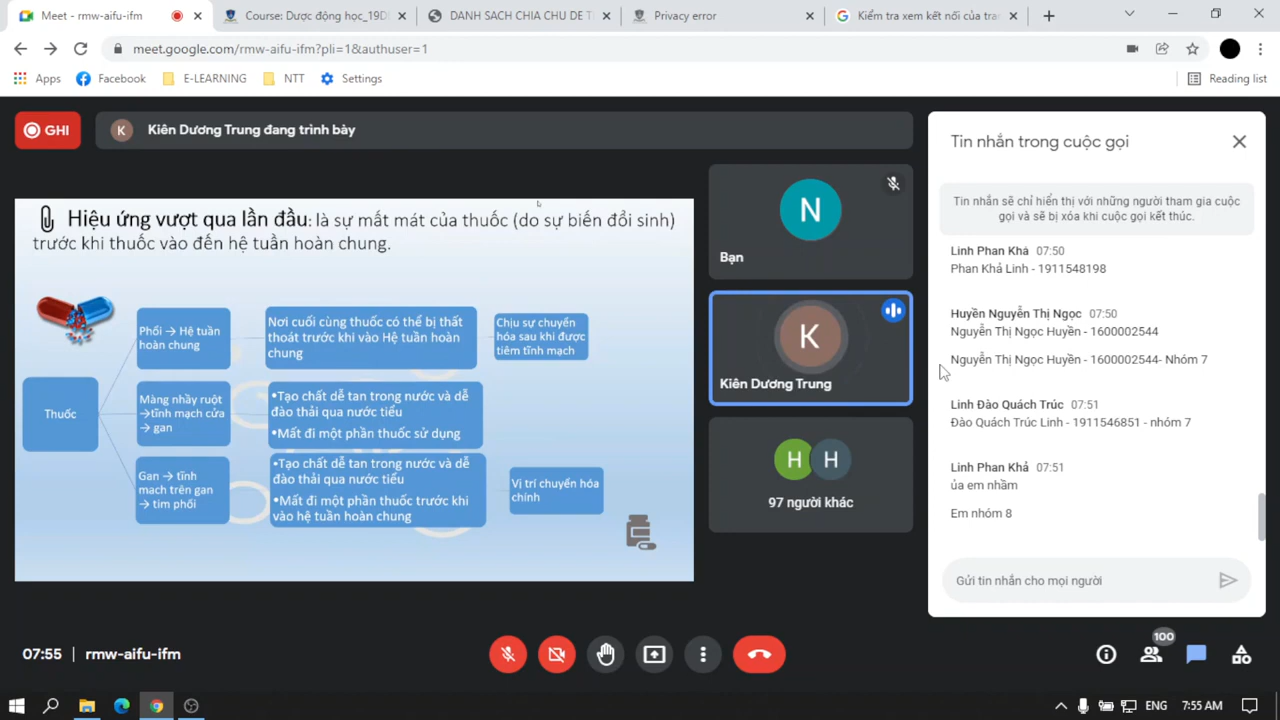 Meet - rmw-aifu-ifm
Course: Dược động học_19D
DANH SACH CHIA CHU DE T
Privacy error
Kiểm tra xem kết nối của tra
meet.google.com/rmw-aifu-ifm?pli=1&authuser=1
Apps
Facebook
E-LEARNING
NTT
Settings
Reading list
GHI
K
Kiên Dương Trung đang trình bày
Hiệu ứng vượt qua lần đầu: là sự mất mát của thuốc (do sự biến đổi sinh)
trước khi thuốc vào đến hệ tuần hoàn chung.
Thuốc
Phổi → Hệ tuần
hoàn chung
Nơi cuối cùng thuốc có thể bị thất
thoát trước khi vào Hệ tuần hoàn
chung
Chịu sự chuyển
hóa sau khi được
tiêm tĩnh mạch
Màng nhầy ruột
→tĩnh mạch cửa
→ gan
•Tạo chất dễ tan trong nước và dễ
đào thải qua nước tiểu
•Mất đi một phần thuốc sử dụng
Gan → tĩnh
mạch trên gan
→ tim phổi
•Tạo chất dễ tan trong nước và dễ
đào thải qua nước tiểu
•Mất đi một phần thuốc trước khi
vào hệ tuần hoàn chung
Vị trí chuyển hóa
chính
N
Bạn
K
Kiên Dương Trung
H
H
97 người khác
Tin nhắn trong cuộc gọi
Tin nhắn sẽ chỉ hiển thị với những người tham gia cuộc
gọi và sẽ bị xóa khi cuộc gọi kết thúc.
Linh Phan Khả 07:50
Phan Khả Linh - 1911548198
Huyền Nguyễn Thị Ngọc 07:50
Nguyễn Thị Ngọc Huyền - 1600002544
Nguyễn Thị Ngọc Huyền - 1600002544- Nhóm 7
Linh Đào Quách Trúc 07:51
Đào Quách Trúc Linh - 1911546851 - nhóm 7
Linh Phan Khả 07:51
ủa em nhầm
Em nhóm 8
Gửi tin nhắn cho mọi người
07:55 | rmw-aifu-ifm
100
ENG
7:55 AM